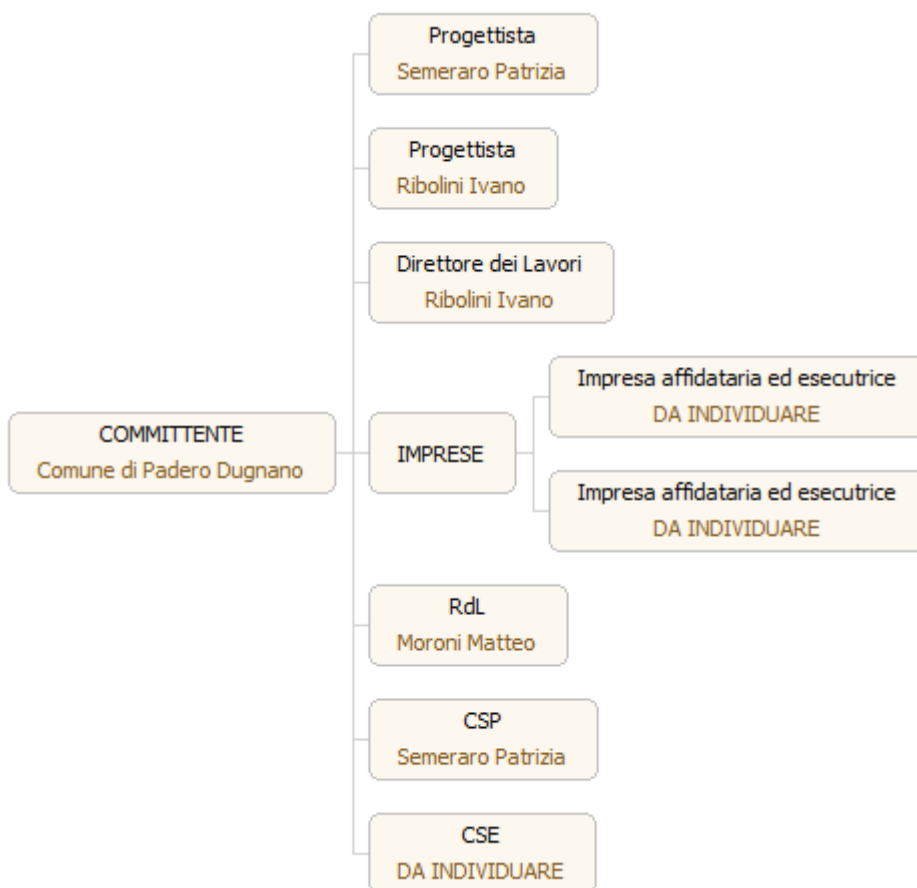 Progettista
Semeraro Patrizia
Progettista
Ribolini Ivano
Direttore dei Lavori
Ribolini Ivano
COMMITTENTE
Comune di Padero Dugnano
IMPRESE
Impresa affidataria ed esecutrice
DA INDIVIDUARE
Impresa affidataria ed esecutrice
DA INDIVIDUARE
RdL
Moroni Matteo
CSP
Semeraro Patrizia
CSE
DA INDIVIDUARE